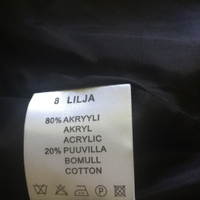 8 LILJA
80% AKRYYLI
AKRYL
ACRYLIC
20% PUUVILLA
BOMULL
COTTON